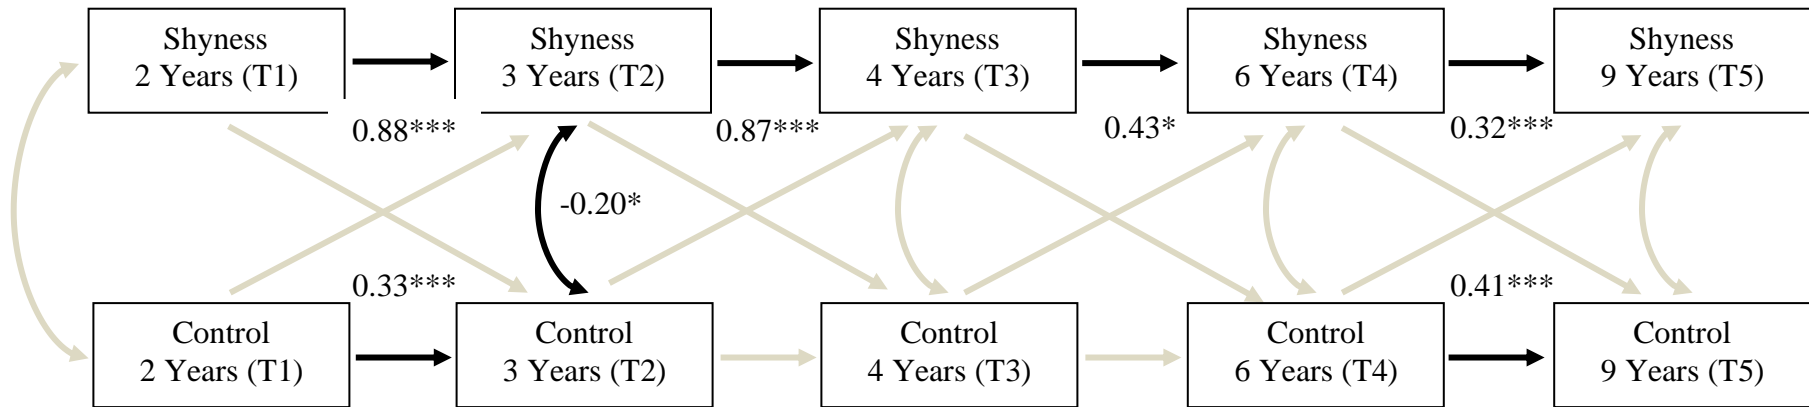 Shyness
2 Years (T1)
Shyness
3 Years (T2)
Shyness
4 Years (T3)
Shyness
6 Years (T4)
Shyness
9 Years (T5)
0.88***
0.87***
0.43*
0.32***
-0.20*
0.33***
0.41***
Control
2 Years (T1)
Control
3 Years (T2)
Control
4 Years (T3)
Control
6 Years (T4)
Control
9 Years (T5)